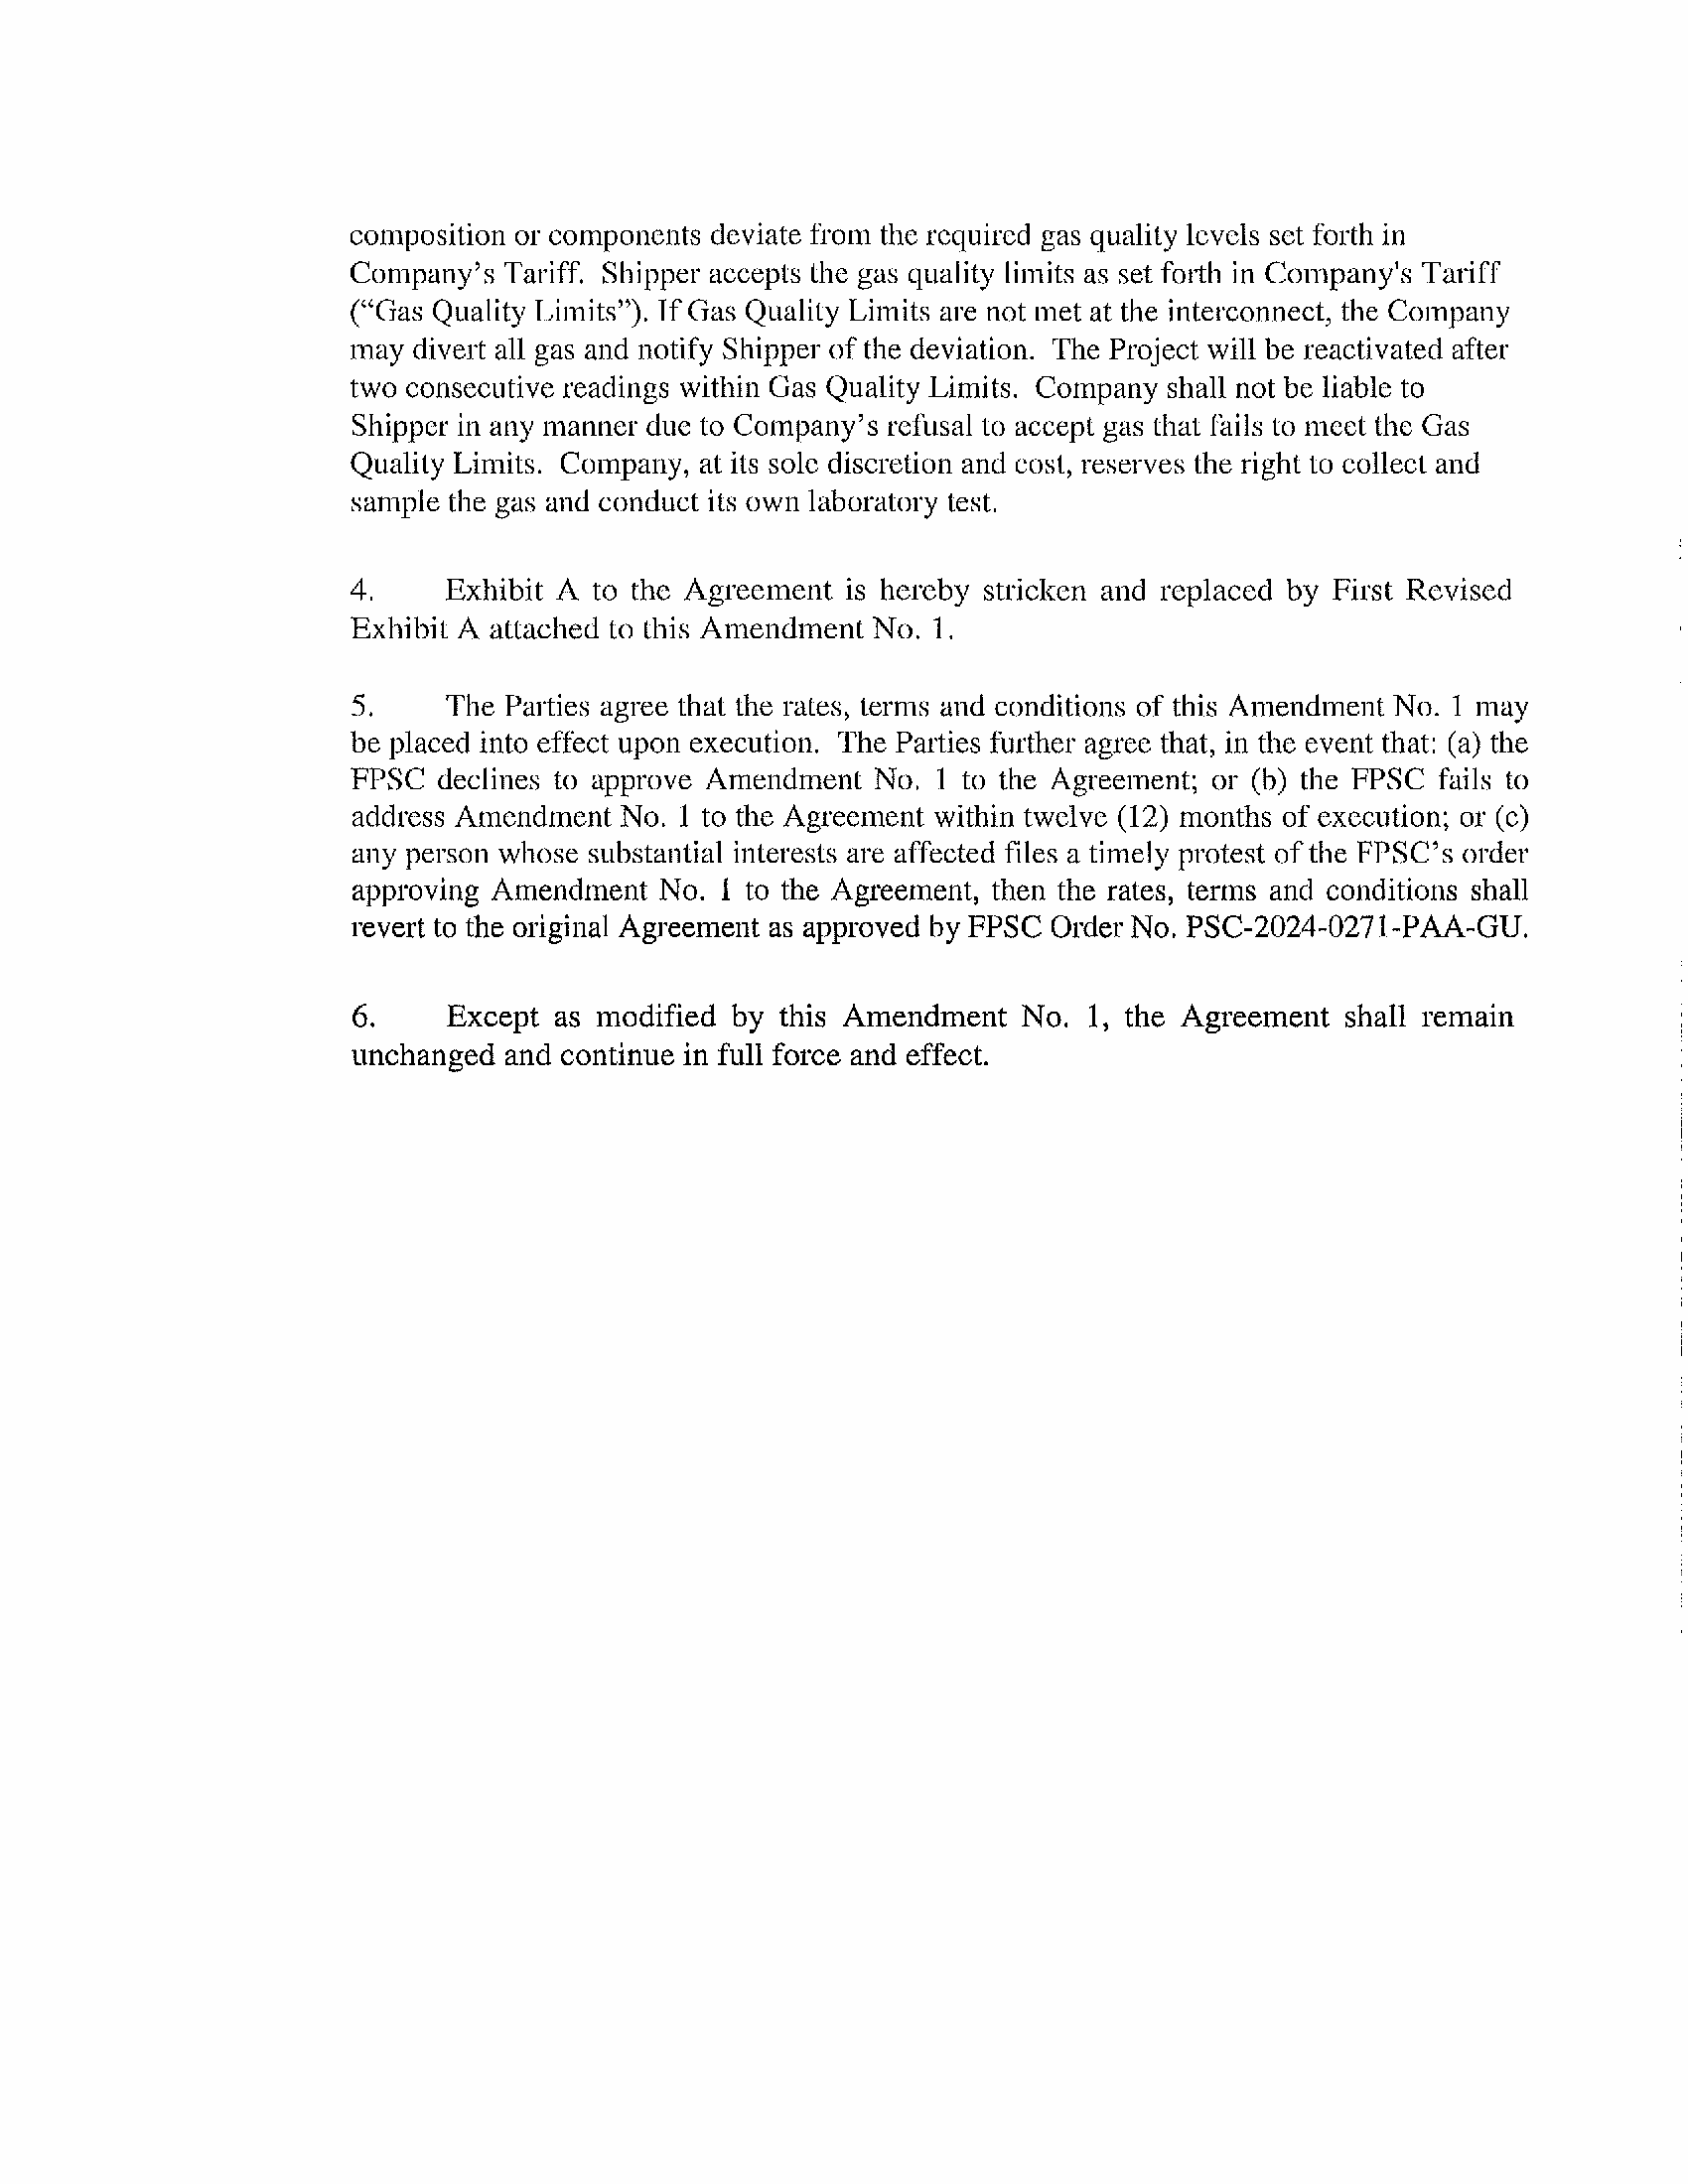 composition or components deviate from the required gas quality levels set forth in
Company’s Tariff. Shipper accepts the gas quality limits as set forth in Company's Tariff
(“Gas Quality Limits”). If Gas Quality Limits are not met at the interconnect, the Company
may divert all gas and notify Shipper of the deviation. The Project will be reactivated after
two consecutive readings within Gas Quality Limits. Company shall not be liable to
Shipper in any manner due to Company’s refusal to accept gas that fails to meet the Gas
Quality Limits. Company, at its sole discretion and cost, reserves the right to collect and
sample the gas and conduct its own laboratory test.
4. Exhibit A to the Agreement is hereby stricken and replaced by First Revised
Exhibit A attached to this Amendment No. 1.
5. The Parties agree that the rates, terms and conditions of this Amendment No. 1 may
be placed into effect upon execution. The Parties further agree that, in the event that: (a) the
FPSC declines to approve Amendment No. 1 to the Agreement; or (b) the FPSC fails to
address Amendment No. 1 to the Agreement within twelve (12) months of execution; or (c)
any person whose substantial interests are affected files a timely protest of the FPSC’s order
approving Amendment No. 1 to the Agreement, then the rates, terms and conditions shall
revert to the original Agreement as approved by FPSC Order No. PSC-2024-0271-PAA-GU.
6. Except as modified by this Amendment No. 1, the Agreement shall remain
unchanged and continue in full force and effect.